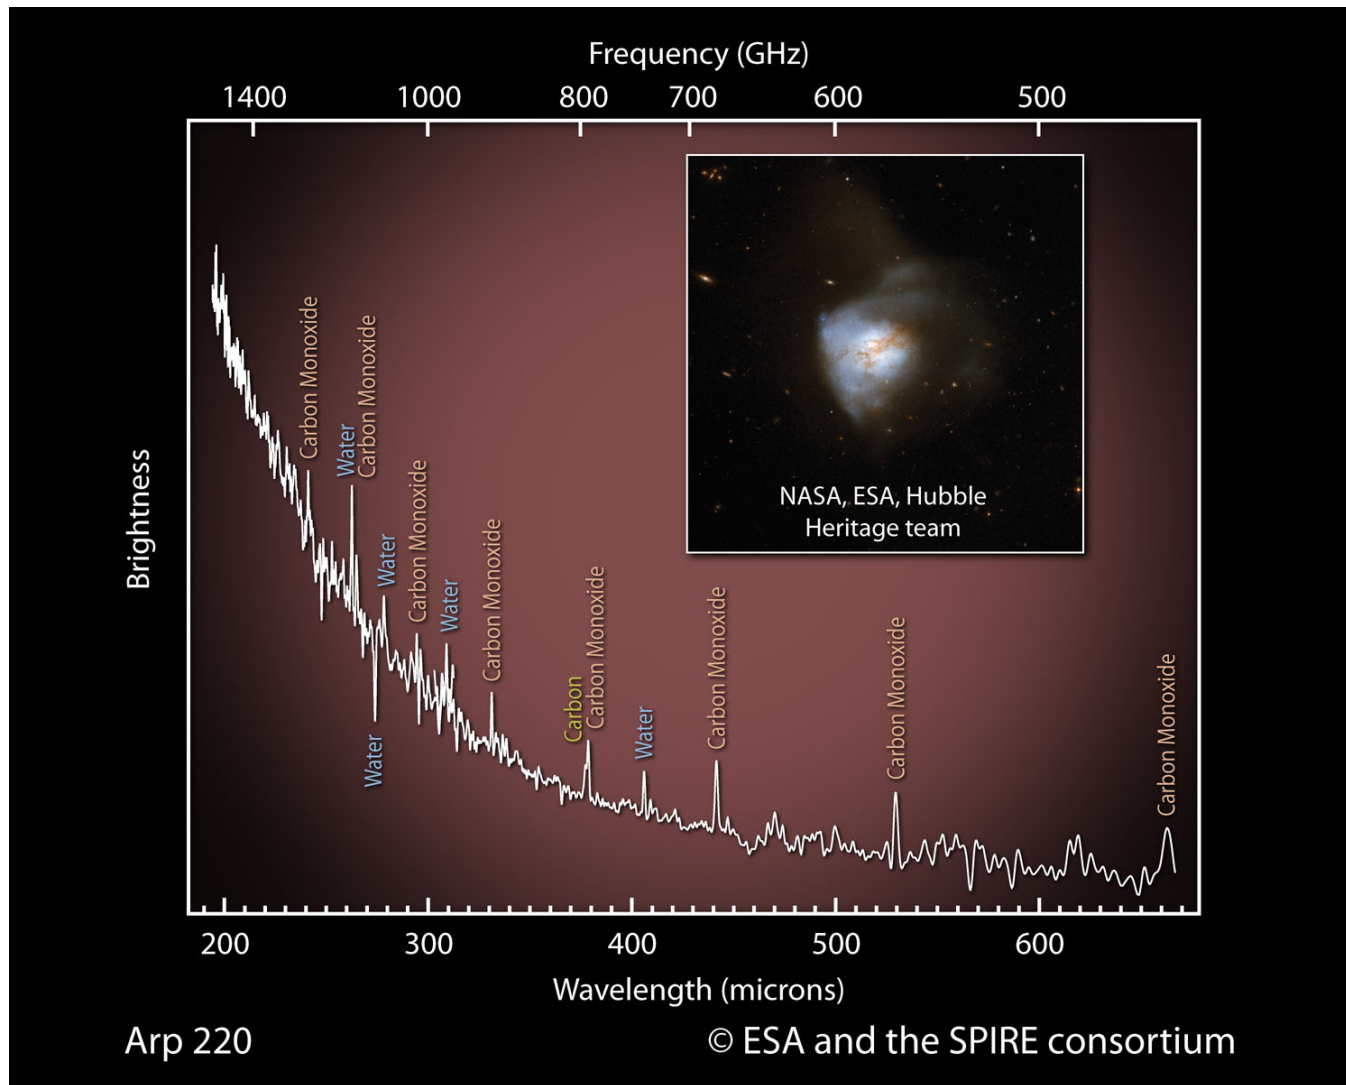 Frequency (GHz)
1400 1000 800 700 600 500
Carbon Monoxide
Water
Carbon Monoxide
Water
Water
Carbon Monoxide
Water
Carbon Monoxide
Carbon
Carbon Monoxide
Water
Carbon Monoxide
Carbon Monoxide
Carbon Monoxide
NASA, ESA, Hubble
Heritage team
Brightness
200 300 400 500 600
Wavelength (microns)
Arp 220
© ESA and the SPIRE consortium